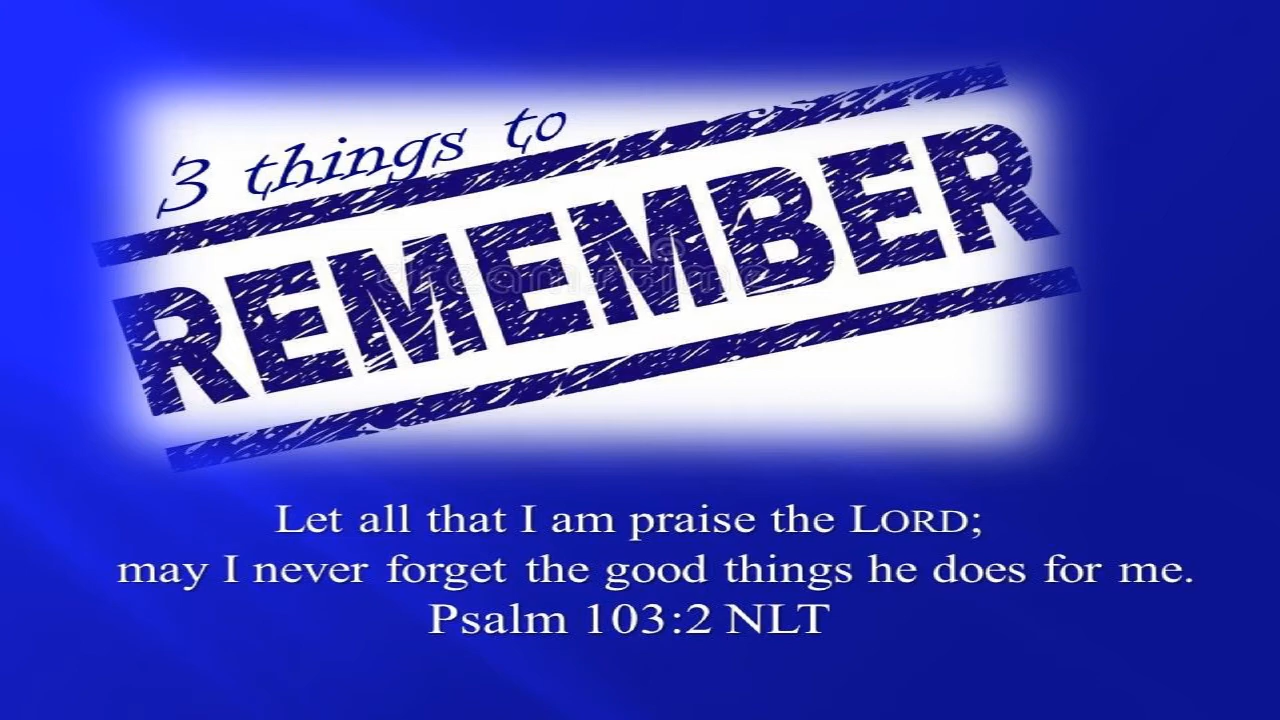 3 things to
REMEMBER
dreamstime
Let all that I am praise the LORD;
may I never forget the good things he does for me.
Psalm 103:2 NLT